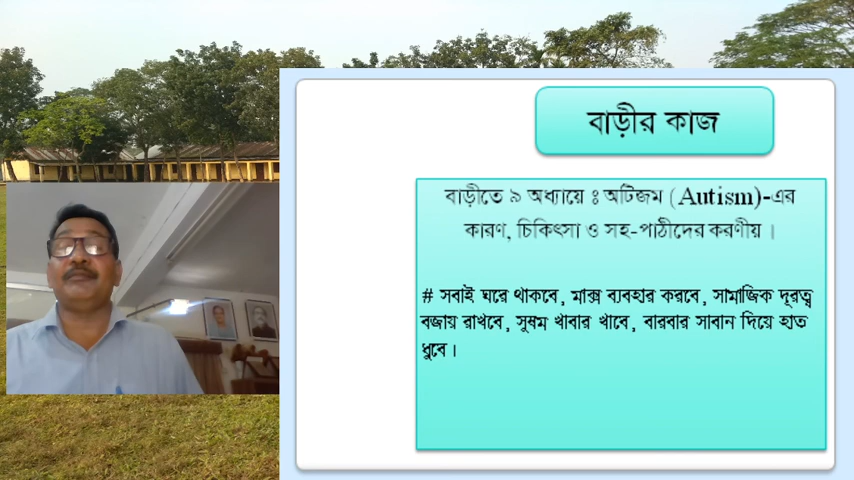 বাড়ীর কাজ
বাড়ীতে ৯ অধ্যায়ে ঃ অটিজম (Autism)-এর
কারণ, চিকিৎসা ও সহ-পাঠীদের করণীয় ।
# সবাই ঘরে থাকবে, মাক্স ব্যবহার করবে, সামাজিক দূরত্ব
বজায় রাখবে, সুষম খাবার খাবে, বারবার সাবান দিয়ে হাত
ধুবে ।